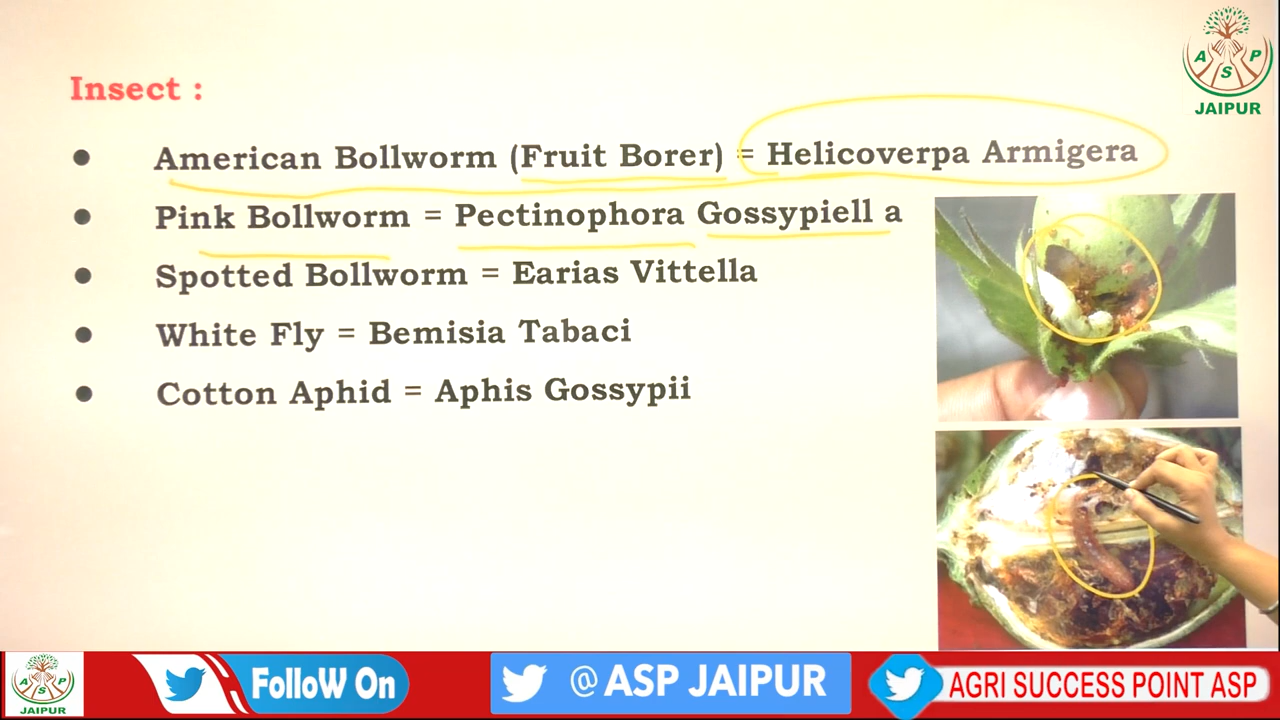 A S P
JAIPUR
Insect :
American Bollworm (Fruit Borer) = Helicoverpa Armigera
Pink Bollworm = Pectinophora Gossypiell a
Spotted Bollworm = Earias Vittella
White Fly = Bemisia Tabaci
Cotton Aphid = Aphis Gossypii
A S P
JAIPUR
FolloW On
@ASP JAIPUR
AGRI SUCCESS POINT ASP